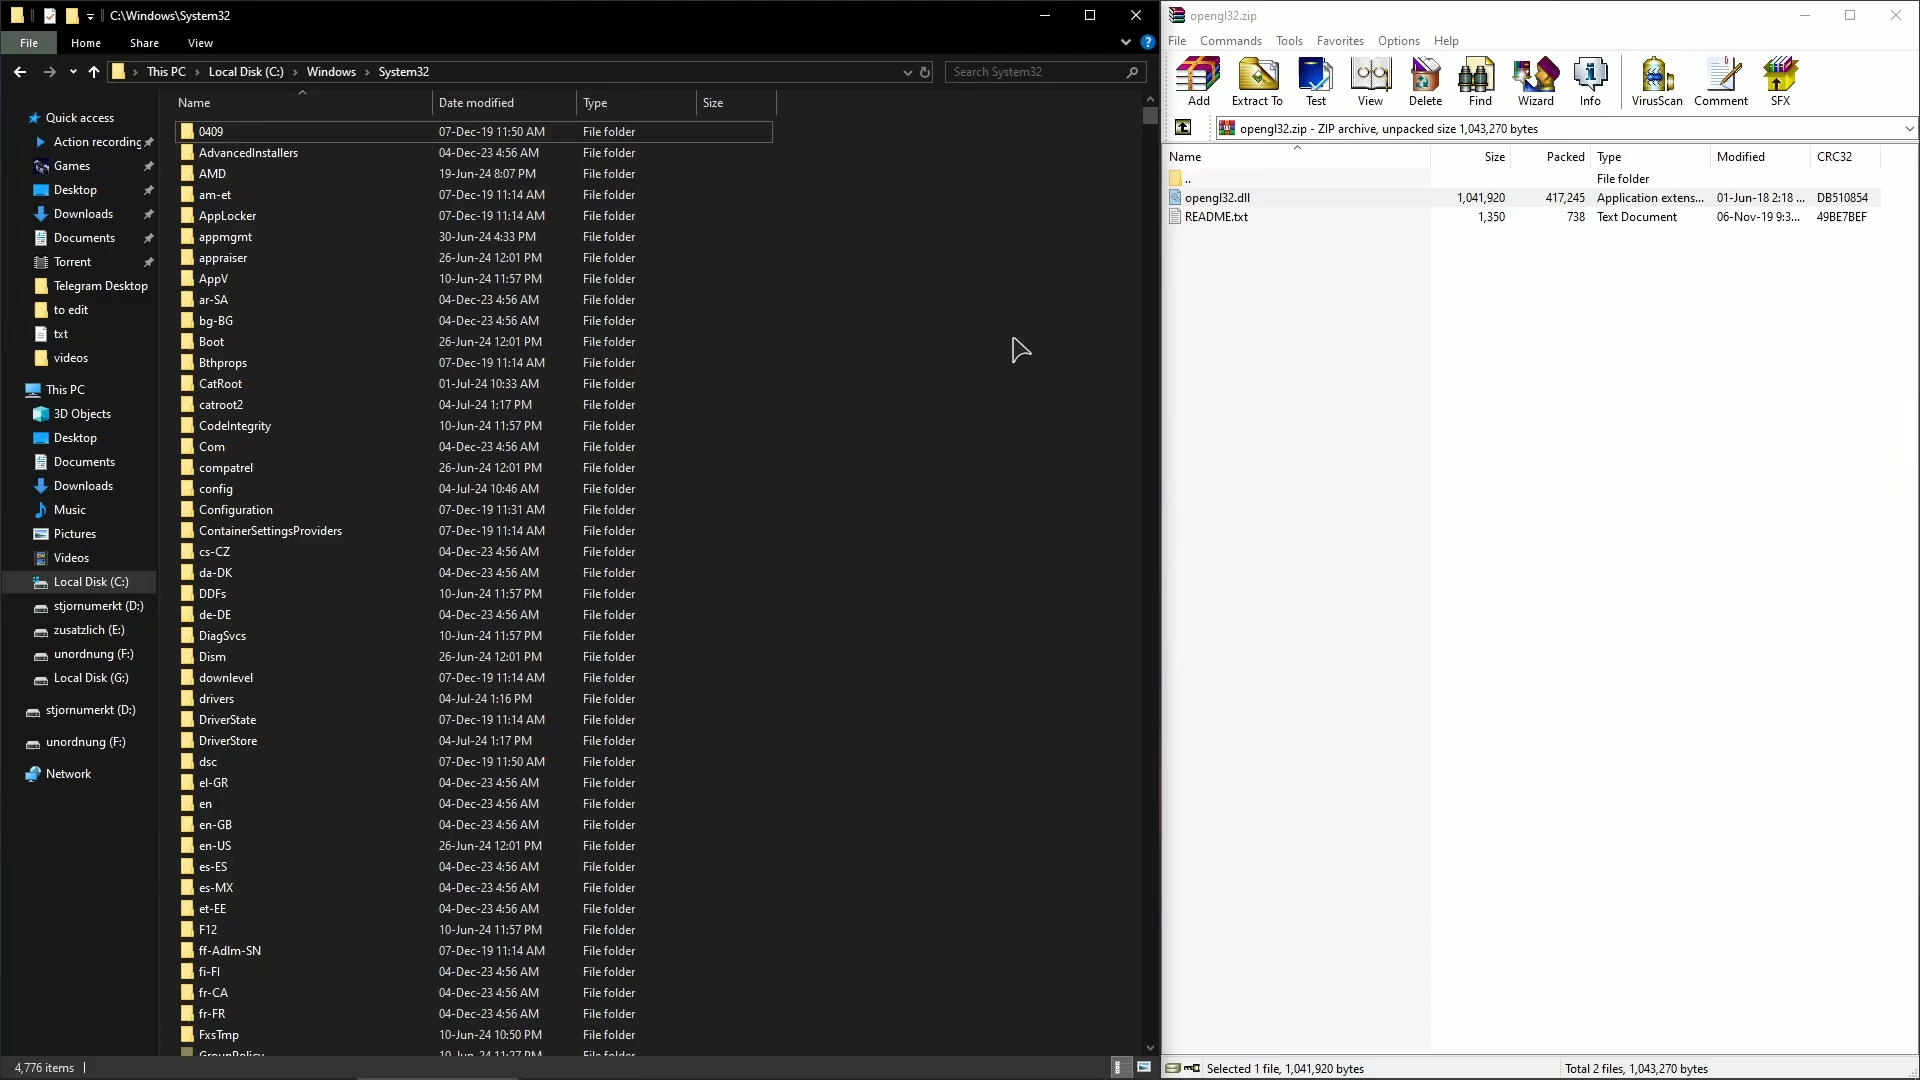 C:\Windows\System32
File
Home
Share
View
This PC
Local Disk (C:)
Windows
System32
Search System32
Name
Date modified
Type
Size
Quick access
Action recording
Games
Desktop
Downloads
Documents
Torrent
Telegram Desktop
to edit
txt
videos
This PC
3D Objects
Desktop
Documents
Downloads
Music
Pictures
Videos
Local Disk (C:)
stjornumerkt (D:)
zusatzlich (E:)
unordnung (F:)
Local Disk (G:)
stjornumerkt (D:)
unordnung (F:)
Network
0409 07-Dec-19 11:50 AM File folder
AdvancedInstallers 04-Dec-23 4:56 AM File folder
AMD 19-Jun-24 8:07 PM File folder
am-et 07-Dec-19 11:14 AM File folder
AppLocker 07-Dec-19 11:14 AM File folder
appmgmt 30-Jun-24 4:33 PM File folder
appraiser 26-Jun-24 12:01 PM File folder
AppV 10-Jun-24 11:57 PM File folder
ar-SA 04-Dec-23 4:56 AM File folder
bg-BG 04-Dec-23 4:56 AM File folder
Boot 26-Jun-24 12:01 PM File folder
Bthprops 07-Dec-19 11:14 AM File folder
CatRoot 01-Jul-24 10:33 AM File folder
catroot2 04-Jul-24 1:17 PM File folder
CodeIntegrity 10-Jun-24 11:57 PM File folder
Com 04-Dec-23 4:56 AM File folder
compatrel 26-Jun-24 12:01 PM File folder
config 04-Jul-24 10:46 AM File folder
Configuration 07-Dec-19 11:31 AM File folder
ContainerSettingsProviders 07-Dec-19 11:14 AM File folder
cs-CZ 04-Dec-23 4:56 AM File folder
da-DK 04-Dec-23 4:56 AM File folder
DDFs 10-Jun-24 11:57 PM File folder
de-DE 04-Dec-23 4:56 AM File folder
DiagSvcs 10-Jun-24 11:57 PM File folder
Dism 26-Jun-24 12:01 PM File folder
downlevel 07-Dec-19 11:14 AM File folder
drivers 04-Jul-24 1:16 PM File folder
DriverState 07-Dec-19 11:14 AM File folder
DriverStore 04-Jul-24 1:17 PM File folder
dsc 07-Dec-19 11:50 AM File folder
el-GR 04-Dec-23 4:56 AM File folder
en 04-Dec-23 4:56 AM File folder
en-GB 04-Dec-23 4:56 AM File folder
en-US 26-Jun-24 12:01 PM File folder
es-ES 04-Dec-23 4:56 AM File folder
es-MX 04-Dec-23 4:56 AM File folder
et-EE 04-Dec-23 4:56 AM File folder
F12 10-Jun-24 11:57 PM File folder
ff-Adlm-SN 07-Dec-19 11:14 AM File folder
fi-FI 04-Dec-23 4:56 AM File folder
fr-CA 04-Dec-23 4:56 AM File folder
fr-FR 04-Dec-23 4:56 AM File folder
FxsTmp 10-Jun-24 10:50 PM File folder
GroupPolicy 10-Jun-24 11:27 PM File folder
4,776 items
opengl32.zip
File Commands Tools Favorites Options Help
Add
Extract To
Test
View
Delete
Find
Wizard
Info
VirusScan
Comment
SFX
opengl32.zip - ZIP archive, unpacked size 1,043,270 bytes
Name Size Packed Type Modified CRC32
.. File folder
opengl32.dll 1,041,920 417,245 Application extens... 01-Jun-18 2:18 ... DB510854
README.txt 1,350 738 Text Document 06-Nov-19 9:3... 49BE7BEF
Selected 1 file, 1,041,920 bytes
Total 2 files, 1,043,270 bytes